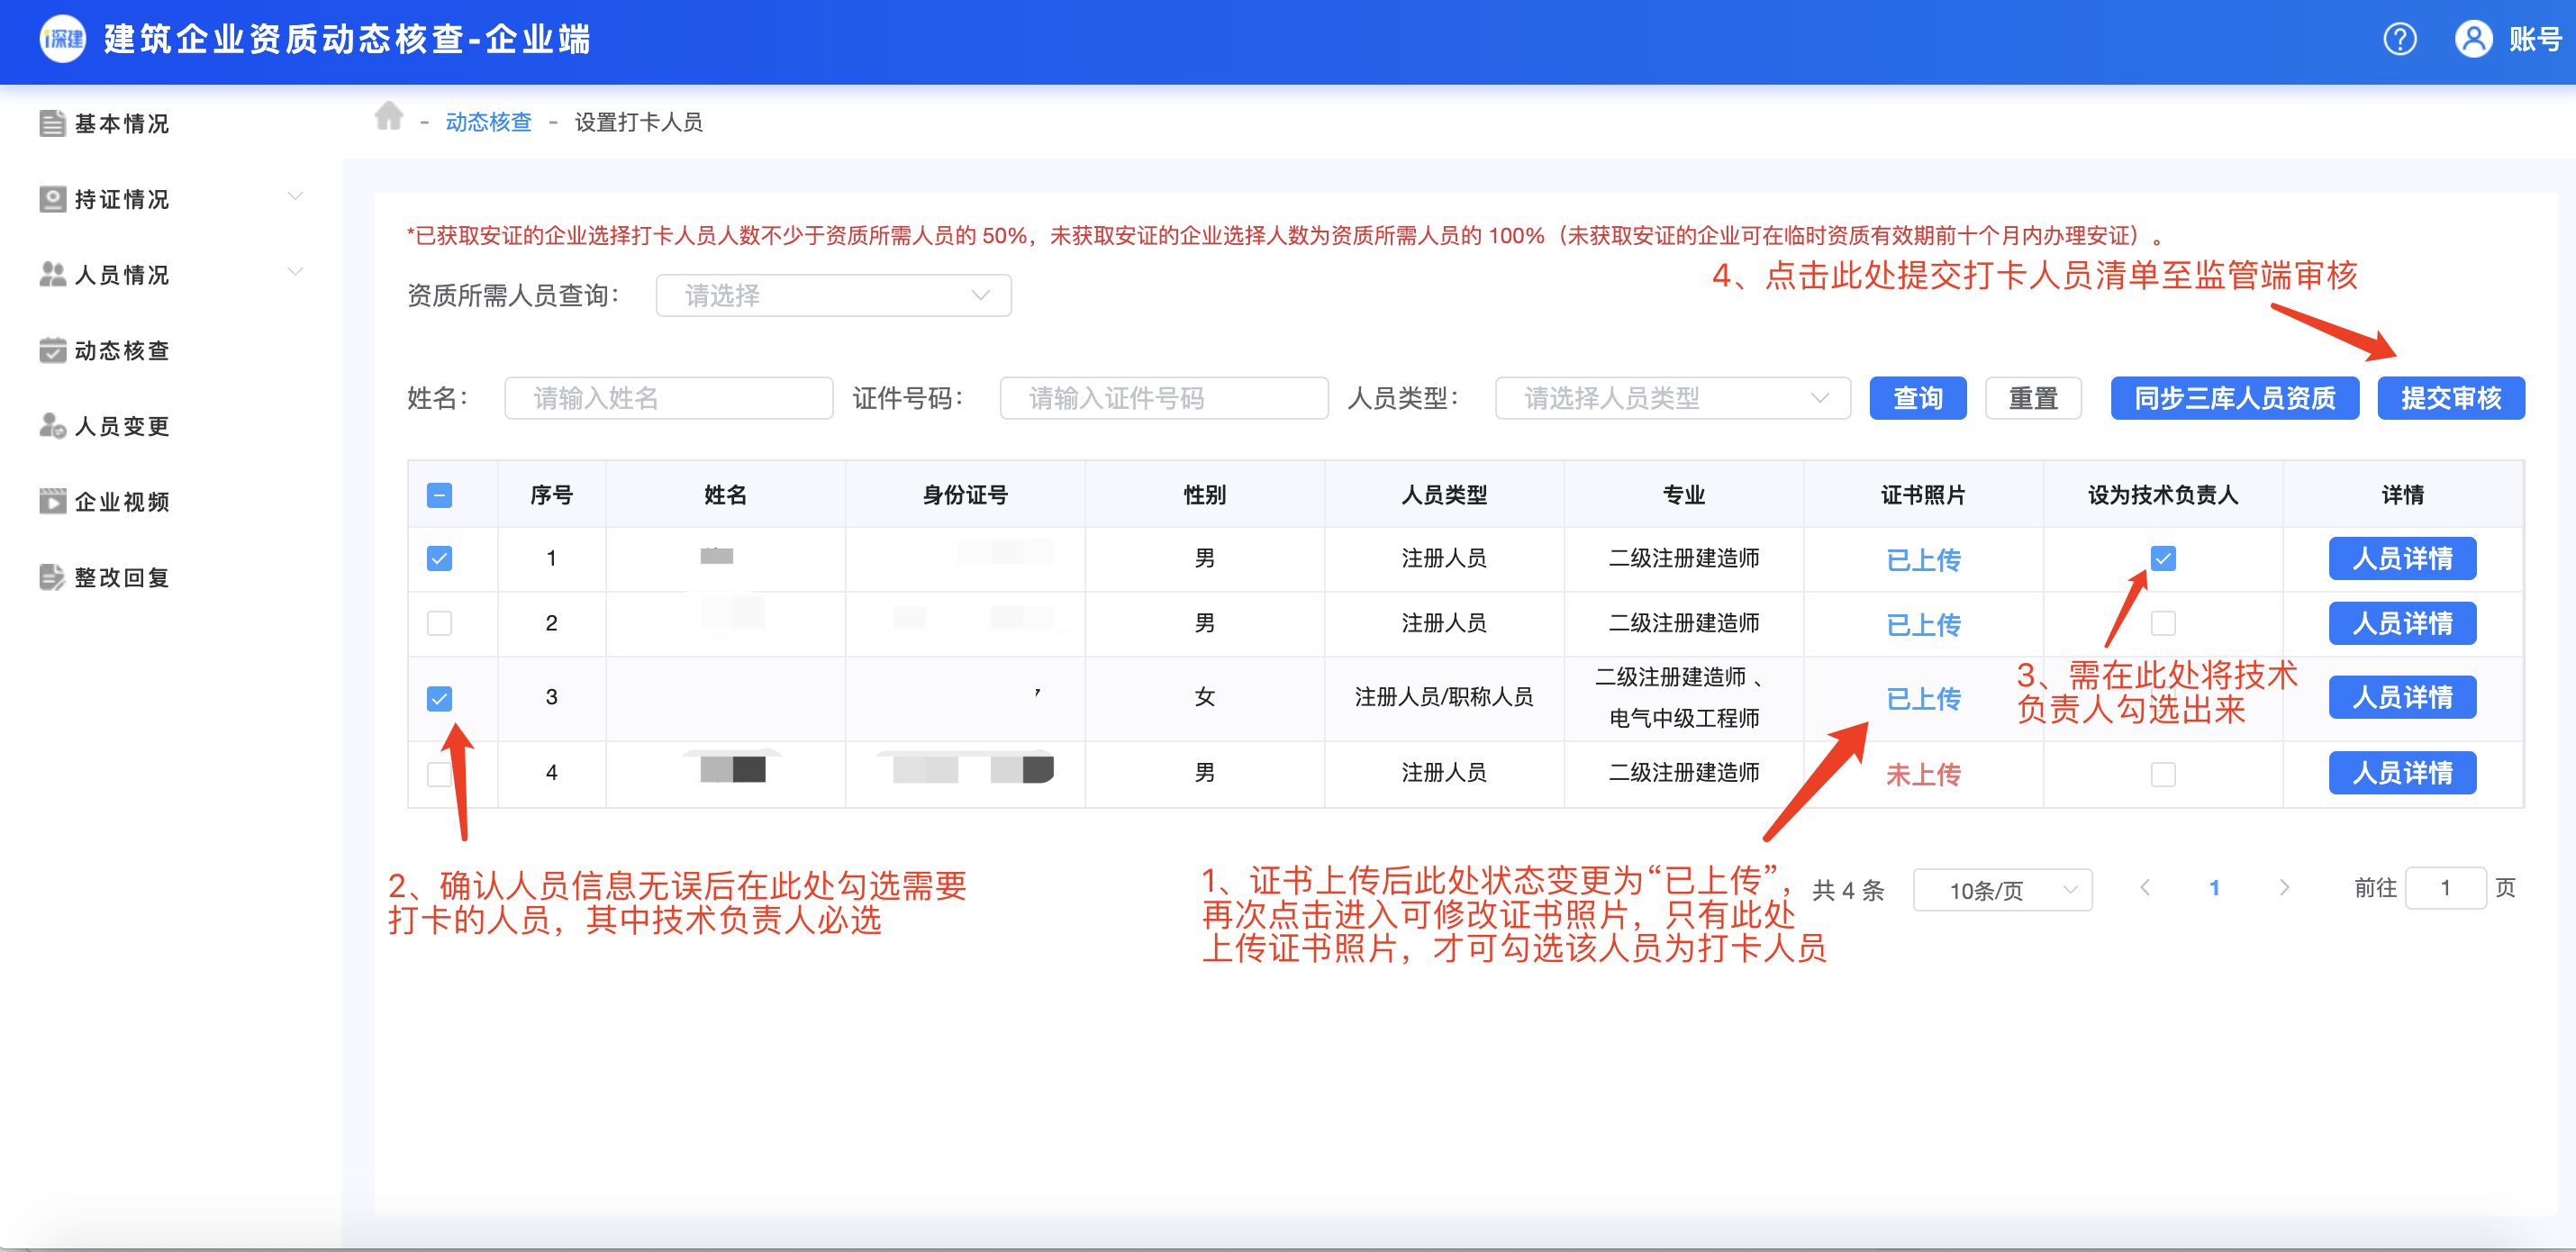 i深建 建筑企业资质动态核查-企业端 ? 账号
基本情况
持证情况
人员情况
动态核查
人员变更
企业视频
整改回复
- 动态核查 - 设置打卡人员
*已获取安证的企业选择打卡人员人数不少于资质所需人员的 50%，未获取安证的企业选择人数为资质所需人员的 100%（未获取安证的企业可在临时资质有效期前十个月内办理安证）。
4、点击此处提交打卡人员清单至监管端审核
资质所需人员查询： 请选择
姓名： 请输入姓名 证件号码： 请输入证件号码 人员类型： 请选择人员类型 查询 重置 同步三库人员资质 提交审核
序号 姓名 身份证号 性别 人员类型 专业 证书照片 设为技术负责人 详情
1 男 注册人员 二级注册建造师 已上传 人员详情
2 男 注册人员 二级注册建造师 已上传 人员详情
3 女 注册人员/职称人员 二级注册建造师 、 已上传 人员详情
电气中级工程师
3、需在此处将技术
负责人勾选出来
4 男 注册人员 二级注册建造师 未上传 人员详情
2、确认人员信息无误后在此处勾选需要
打卡的人员，其中技术负责人必选
1、证书上传后此处状态变更为“已上传”，
再次点击进入可修改证书照片，只有此处
上传证书照片，才可勾选该人员为打卡人员
共 4 条 10条/页 1 前往 1 页